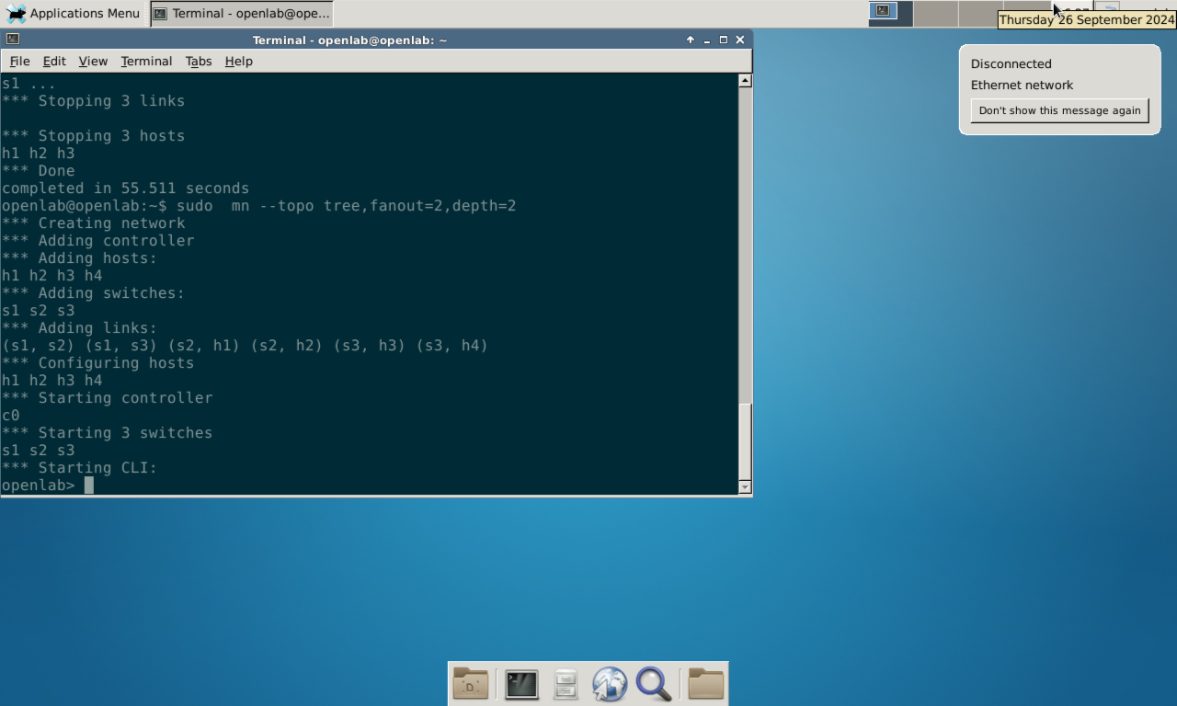 Applications Menu
Terminal - openlab@ope...
Thursday 26 September 2024
Terminal - openlab@openlab: ~
File Edit View Terminal Tabs Help
Disconnected
Ethernet network
Don't show this message again
s1 ...
*** Stopping 3 links
*** Stopping 3 hosts
h1 h2 h3
*** Done
completed in 55.511 seconds
openlab@openlab:~$ sudo  mn --topo tree,fanout=2,depth=2
*** Creating network
*** Adding controller
*** Adding hosts:
h1 h2 h3 h4
*** Adding switches:
s1 s2 s3
*** Adding links:
(s1, s2) (s1, s3) (s2, h1) (s2, h2) (s3, h3) (s3, h4)
*** Configuring hosts
h1 h2 h3 h4
*** Starting controller
c0
*** Starting 3 switches
s1 s2 s3
*** Starting CLI:
openlab>